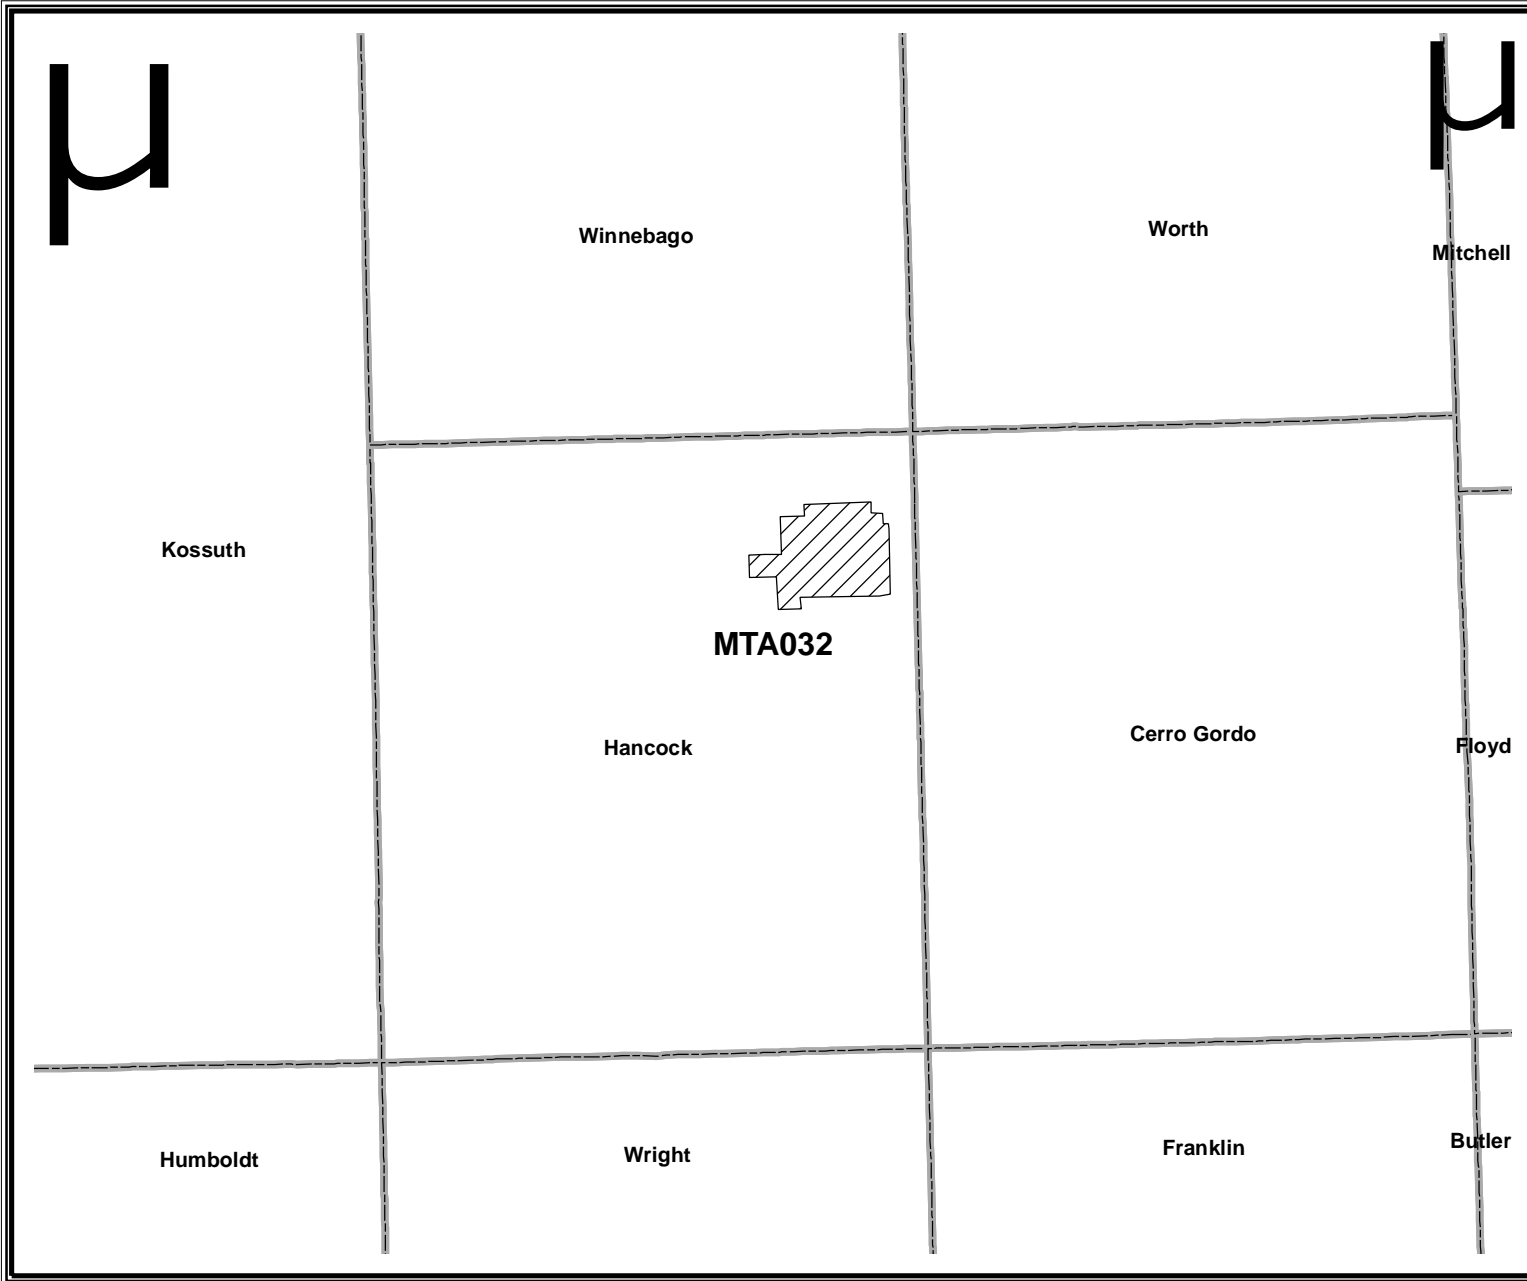 µ
µ
Winnebago
Worth
Mitchell
Kossuth
MTA032
Hancock
Cerro Gordo
Floyd
Humboldt
Wright
Franklin
Butler